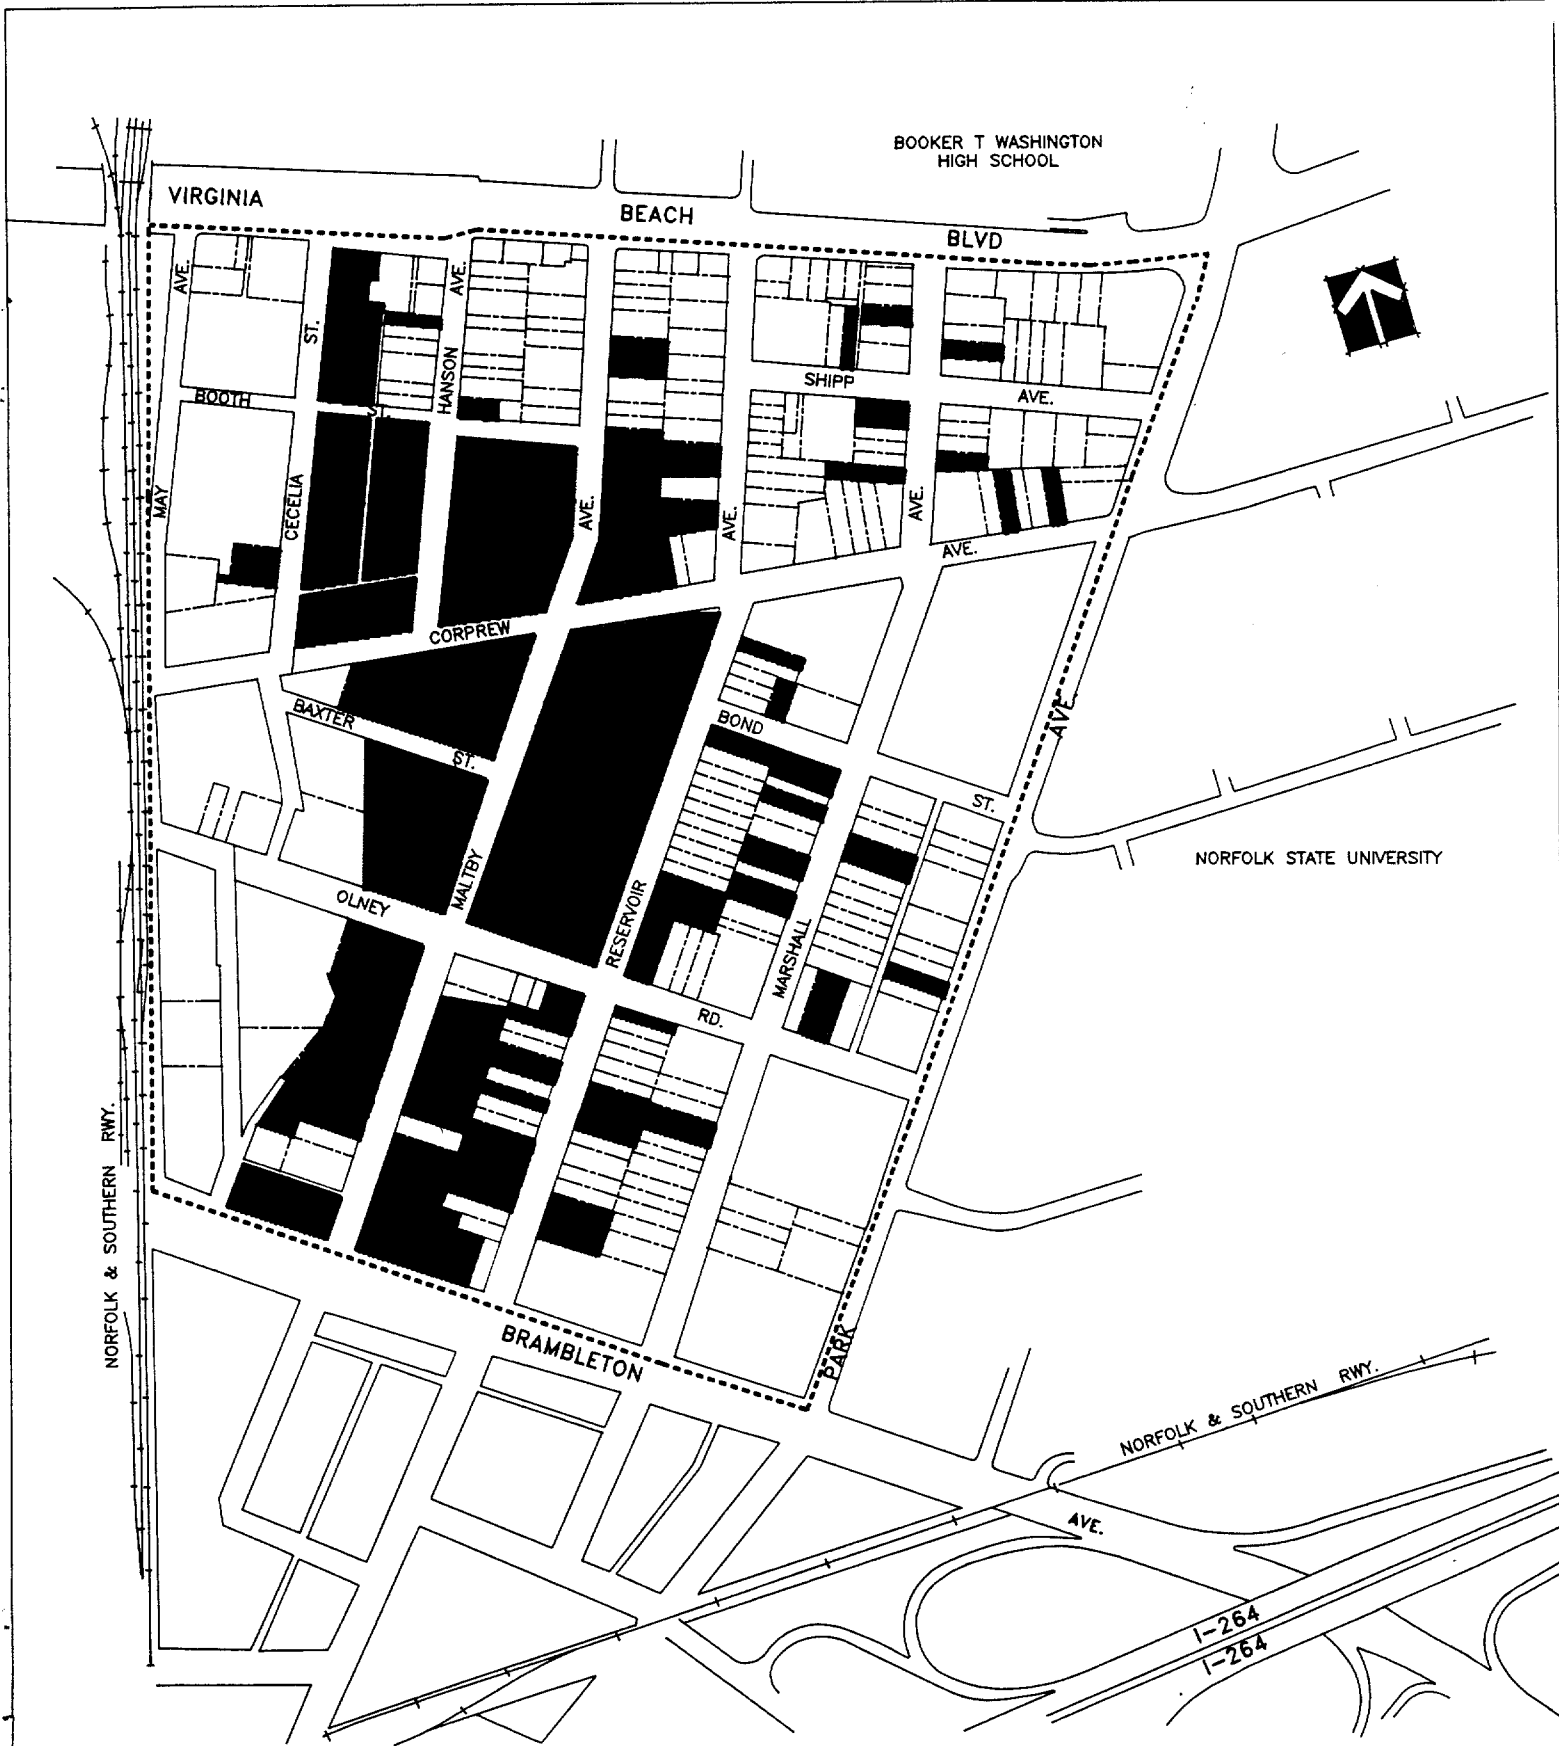 BOOKER T WASHINGTON
HIGH SCHOOL
VIRGINIA
BEACH
BLVD
AVE.
AVE.
ST.
HANSON
SHIPP
AVE.
BOOTH
MAY
CECELIA
AVE.
AVE.
AVE.
AVE.
CORPREW
BAXTER
ST.
BOND
ST.
AVE.
NORFOLK STATE UNIVERSITY
OLNEY
MALTBY
RESERVOIR
MARSHALL
RD.
NORFOLK & SOUTHERN RWY.
BRAMBLETON
PARK
NORFOLK & SOUTHERN RWY.
AVE.
I-264
I-264